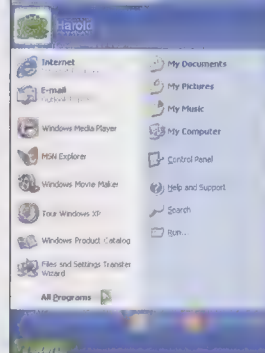 Harold
Internet
E-mail
Windows Media Player
MSN Explorer
Windows Movie Maker
Tour Windows XP
Windows Product Catalog
Files and Settings Transfer
Wizard
All Programs
My Documents
My Pictures
My Music
My Computer
Control Panel
Help and Support
Search
Run...